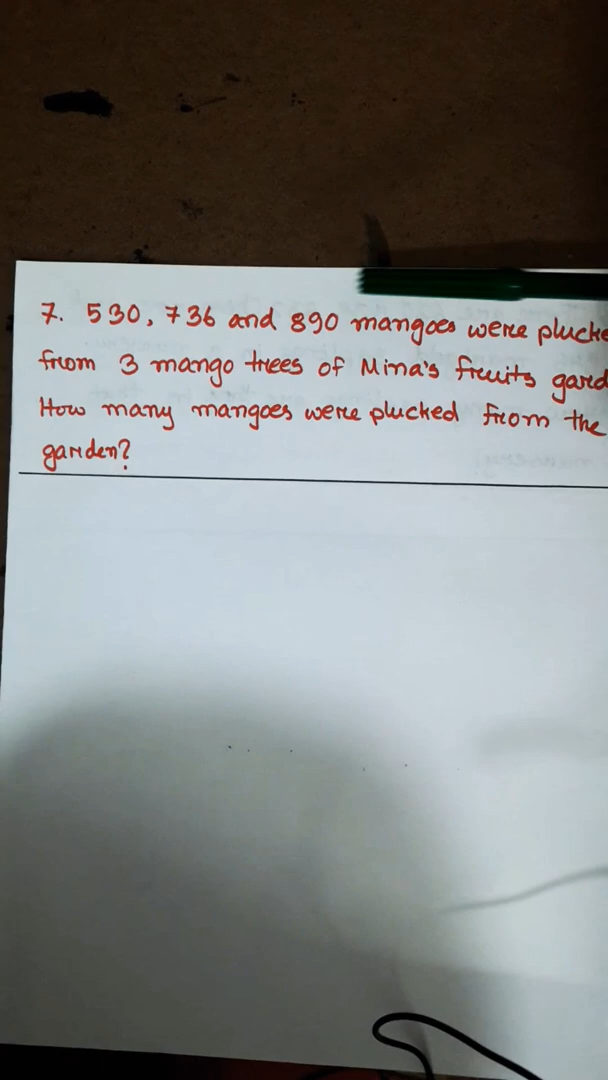 7. 530, 736 and 890 mangoes were plucke
from 3 mango trees of Mina's fruits gard
How many mangoes were plucked from the
garden?